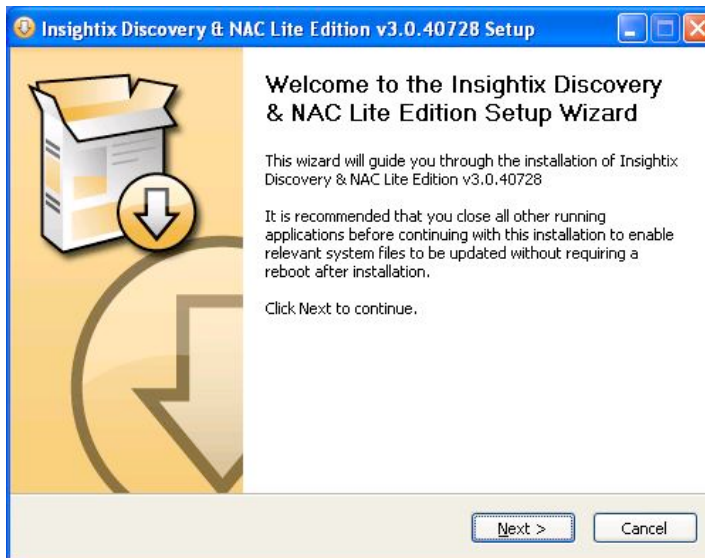 Insightix Discovery & NAC Lite Edition v3.0.40728 Setup
Welcome to the Insightix Discovery
& NAC Lite Edition Setup Wizard
This wizard will guide you through the installation of Insightix
Discovery & NAC Lite Edition v3.0.40728
It is recommended that you close all other running
applications before continuing with this installation to enable
relevant system files to be updated without requiring a
reboot after installation.
Click Next to continue.
Next >
Cancel